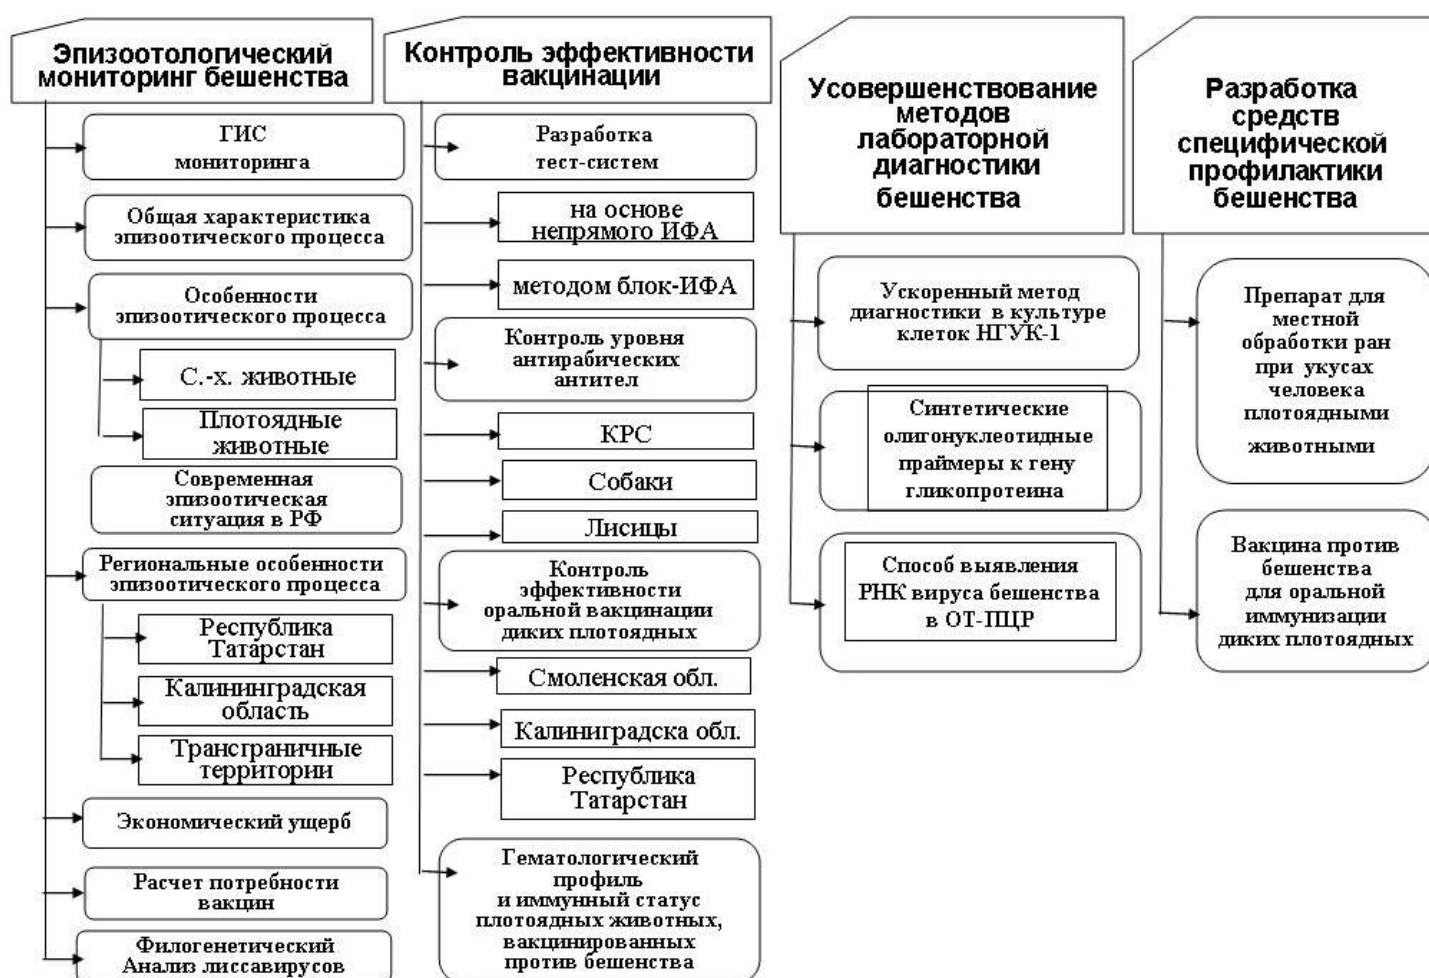 Эпизоотологический
мониторинг бешенства
ГИС
мониторинга
Общая характеристика
эпизоотического процесса
Особенности
эпизоотического процесса
С.-х. животные
Плотоядные
животные
Современная
эпизоотическая
ситуация в РФ
Региональные особенности
эпизоотического процесса
Республика
Татарстан
Калининградская
область
Трансграничные
территории
Экономический ущерб
Расчет потребности
вакцин
Филогенетический
Анализ лиссавирусов
Контроль эффективности
вакцинации
Разработка
тест-систем
на основе
непрямого ИФА
методом блок-ИФА
Контроль уровня
антирабических
антител
КРС
Собаки
Лисицы
Контроль
эффективности
оральной вакцинации
диких плотоядных
Смоленская обл.
Калиниградска обл.
Республика
Татарстан
Гематологический
профиль
и иммунный статус
плотоядных животных,
вакцинированных
против бешенства
Усовершенствование
методов
лабораторной
диагностики
бешенства
Ускоренный метод
диагностики в культуре
клеток НГУК-1
Синтетические
олигонуклеотидные
праймеры к гену
гликопротеина
Способ выявления
РНК вируса бешенства
в ОТ-ПЦР
Разработка
средств
специфической
профилактики
бешенства
Препарат для
местной
обработки ран
при укусах
человека
плотоядными
животными
Вакцина против
бешенства
для оральной
иммунизации
диких плотоядных